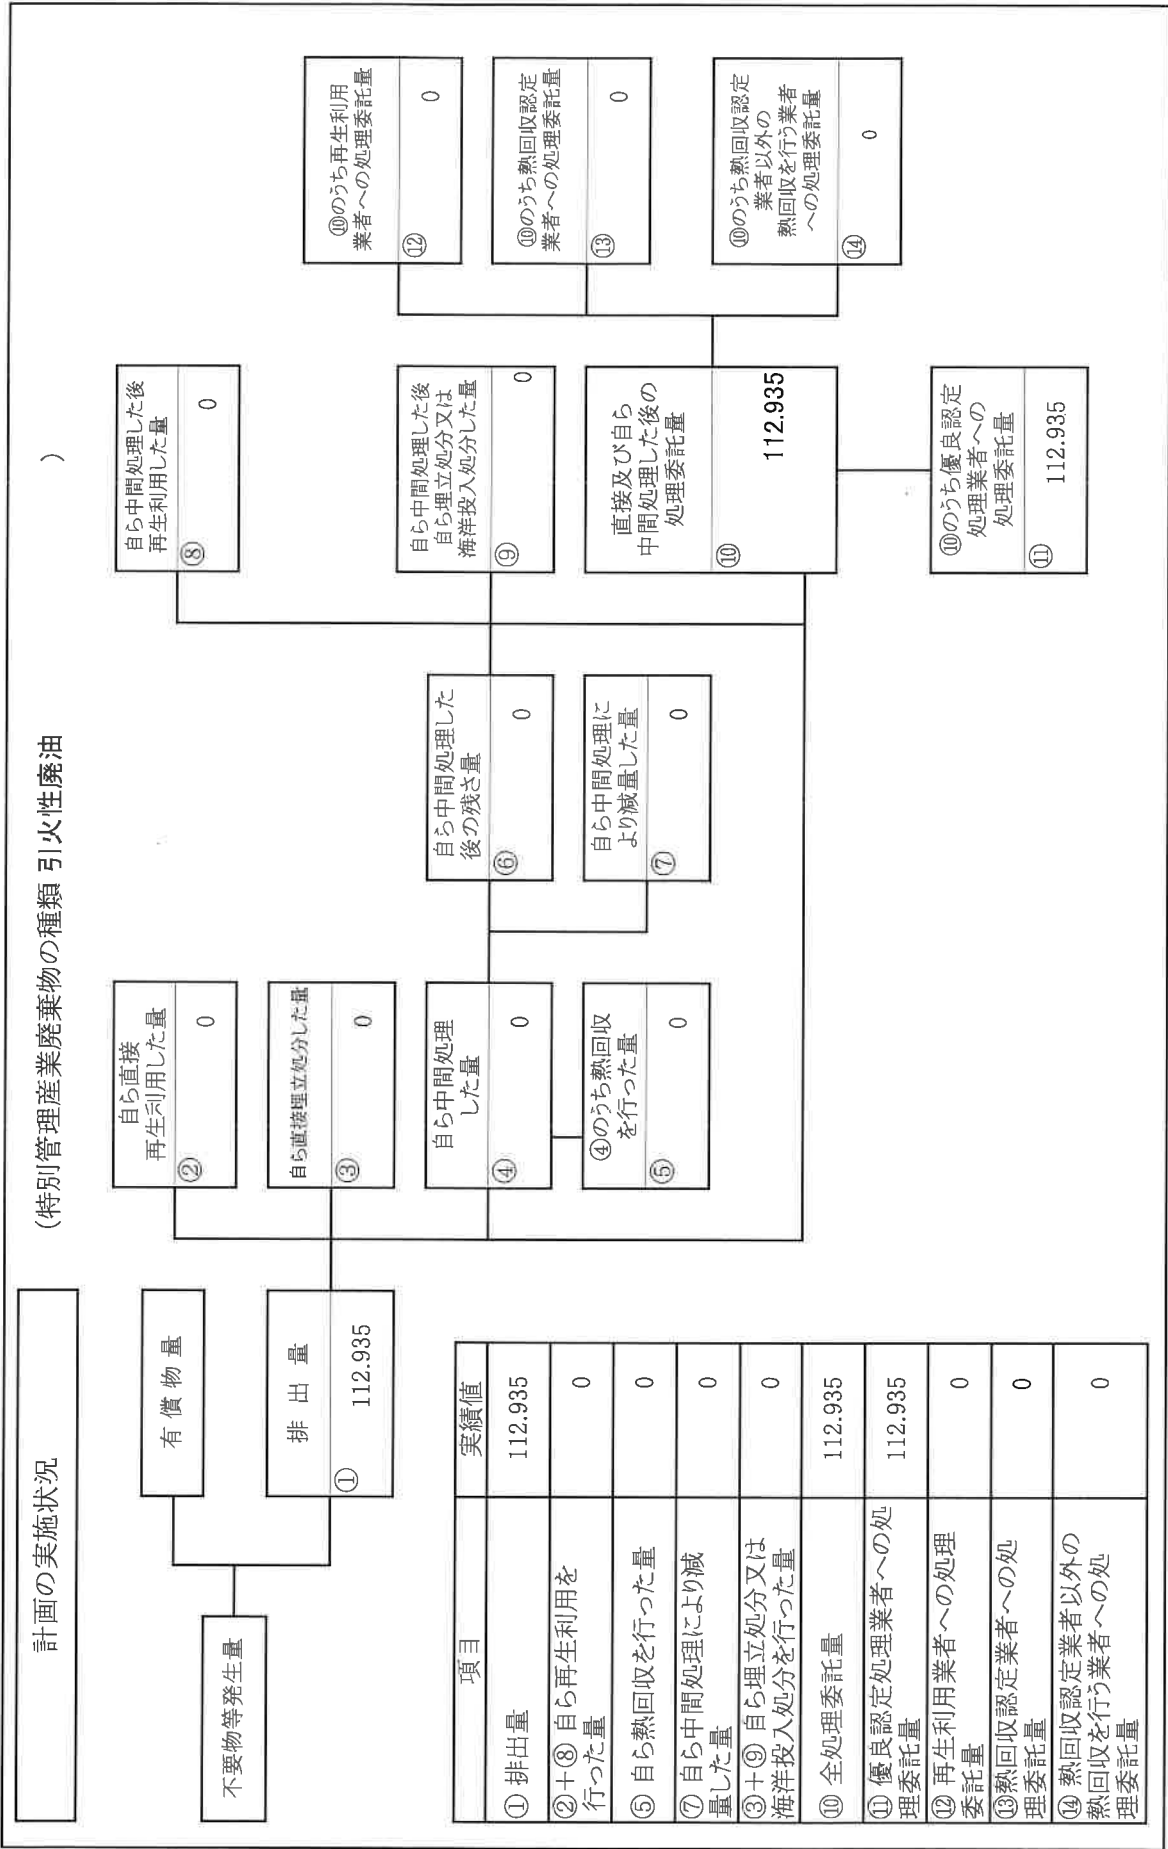 計画の実施状況
(特別管理産業廃棄物の種類 引火性廃油
)
不要物等発生量
有 償 物 量
排 出 量
① 112.935
自ら直接
再生利用した量
② 0
自ら直接埋立処分した量
③ 0
自ら中間処理
した量
④ 0
④のうち熱回収
を行った量
⑤ 0
自ら中間処理した
後の残さ量
⑥ 0
自ら中間処理に
より減量した量
⑦ 0
自ら中間処理した後
再生利用した量
⑧ 0
自ら中間処理した後
自ら埋立処分又は
海洋投入処分した量
⑨ 0
直接及び自ら
中間処理した後の
処理委託量
⑩ 112.935
⑩のうち優良認定
処理業者への
処理委託量
⑪ 112.935
⑩のうち再生利用
業者への処理委託量
⑫ 0
⑩のうち熱回収認定
業者への処理委託量
⑬ 0
⑩のうち熱回収認定
業者以外の
熱回収を行う業者
への処理委託量
⑭ 0
項目 実績値
① 排出量 112.935
②+⑧ 自ら再生利用を
行った量 0
⑤ 自ら熱回収を行った量 0
⑦ 自ら中間処理により減
量した量 0
③+⑨ 自ら埋立処分又は
海洋投入処分を行った量 0
⑩ 全処理委託量 112.935
⑪ 優良認定処理業者への処
理委託量 112.935
⑫ 再生利用業者への処理
委託量 0
⑬熱回収認定業者への処
理委託量 0
⑭ 熱回収認定業者以外の
熱回収を行う業者への処
理委託量 0